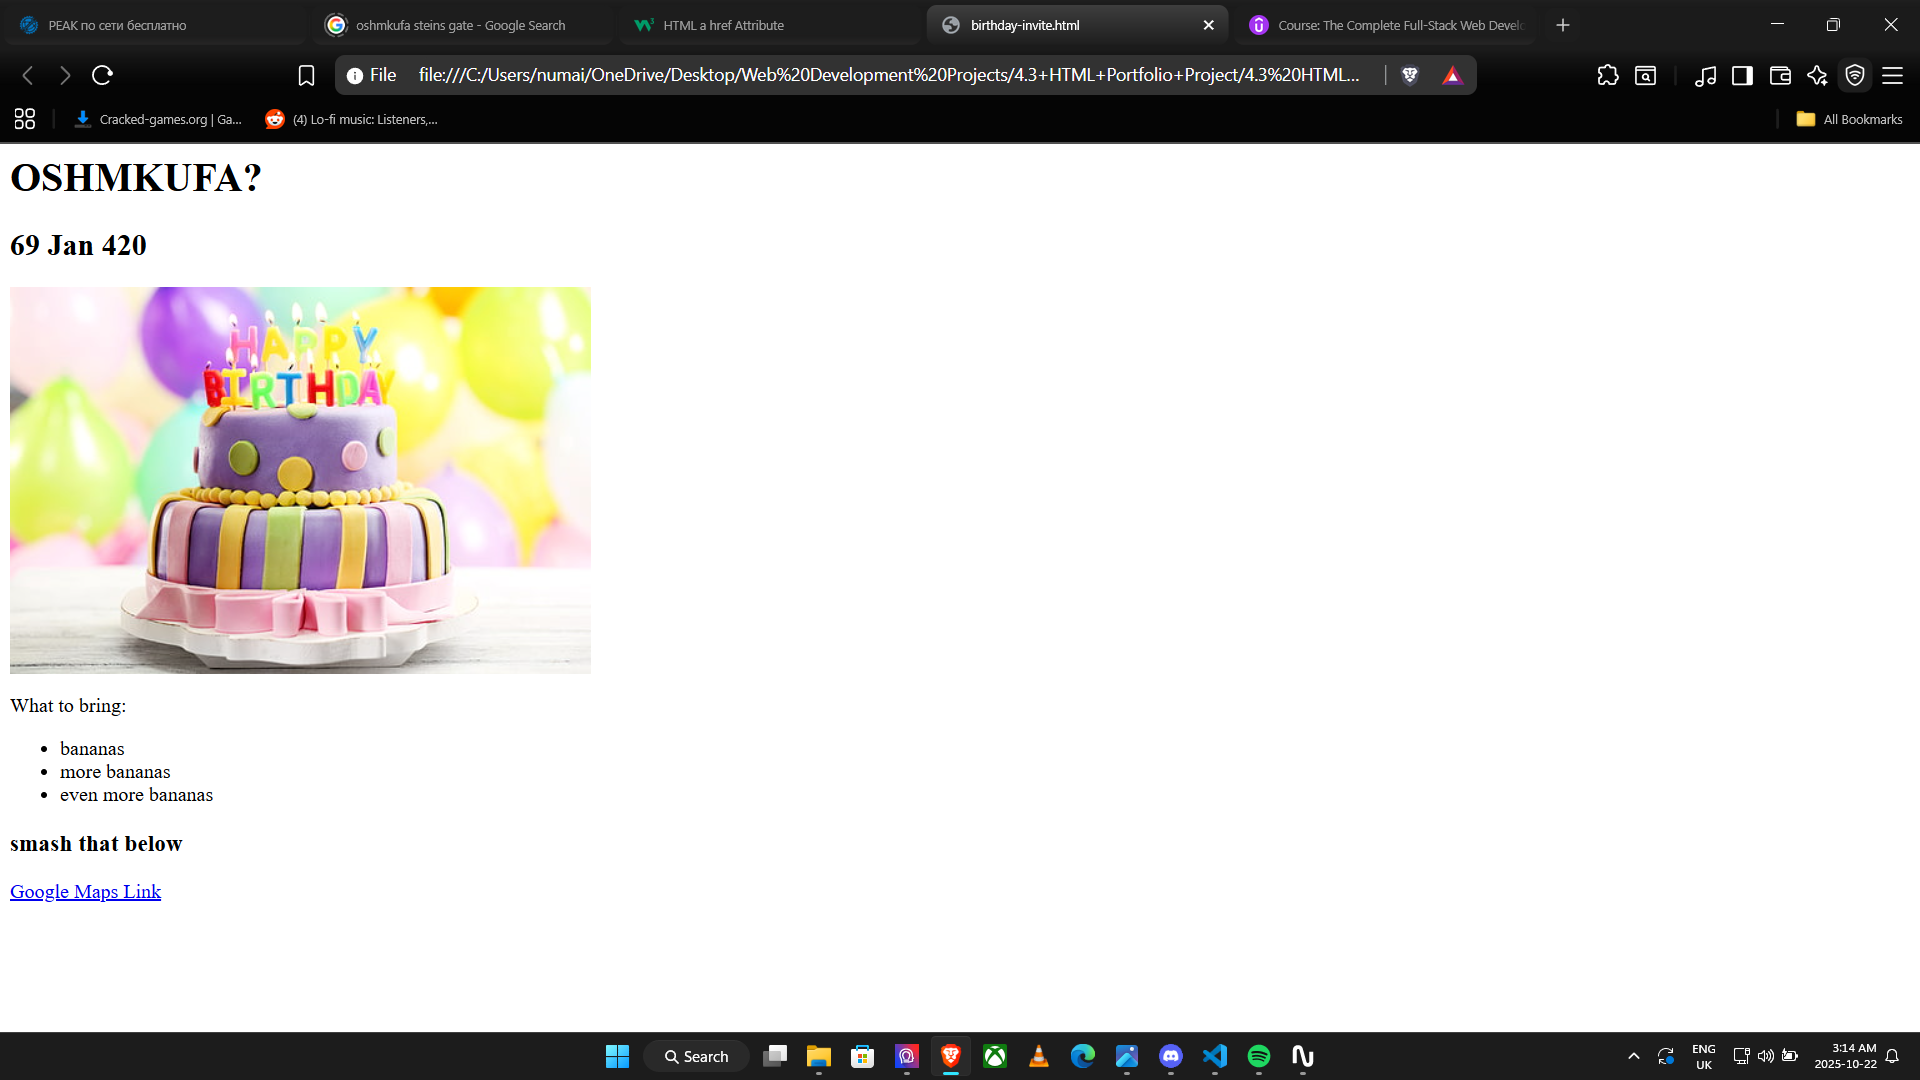 PEAK по сети бесплатно
oshmkufa steins gate - Google Search
HTML a href Attribute
birthday-invite.html
Course: The Complete Full-Stack Web Develo
File file:///C:/Users/numai/OneDrive/Desktop/Web%20Development%20Projects/4.3+HTML+Portfolio+Project/4.3%20HTML...
Cracked-games.org | Ga...
(4) Lo-fi music: Listeners,...
All Bookmarks
OSHMKUFA?
69 Jan 420
HAPPY
BIRTHDAY
What to bring:
bananas
more bananas
even more bananas
smash that below
Google Maps Link
Search
ENG
UK
3:14 AM
2025-10-22